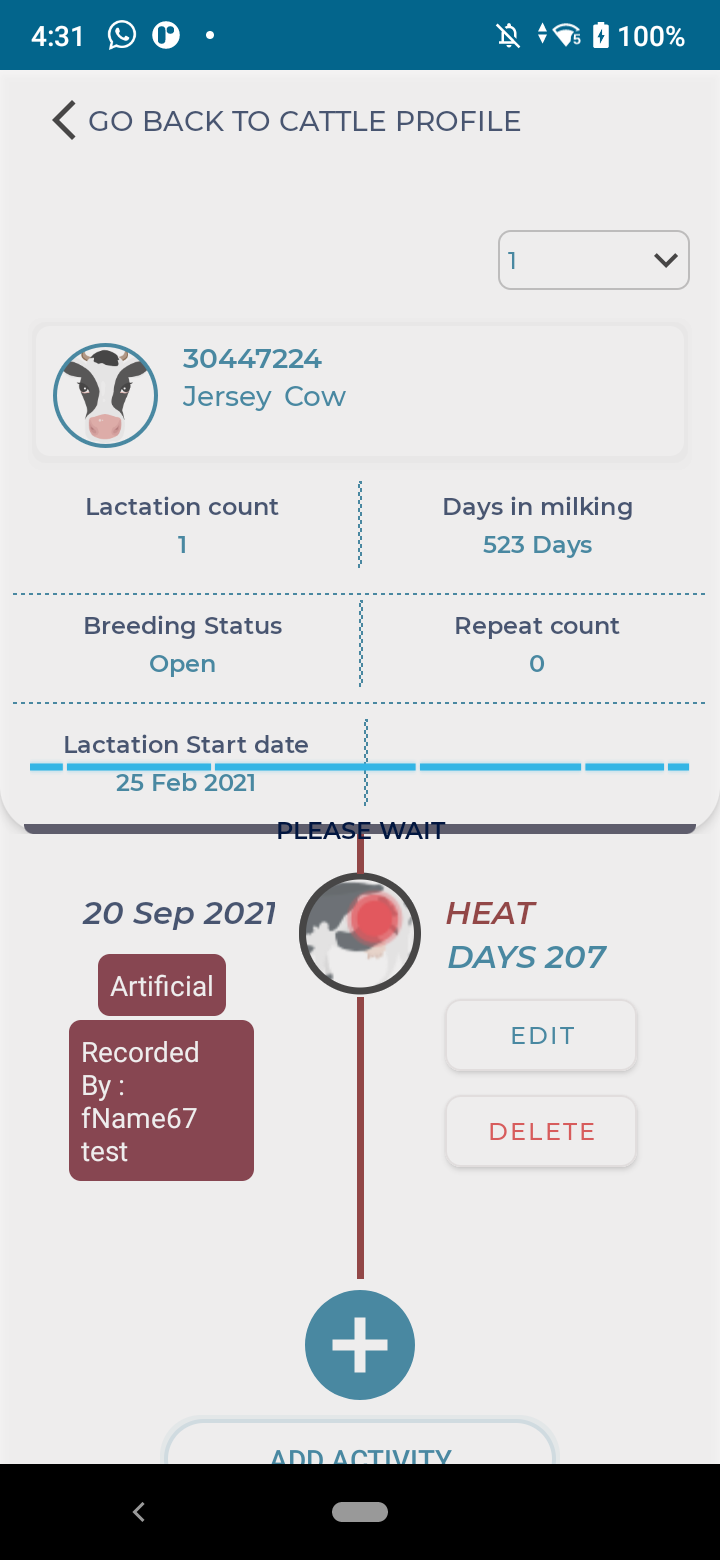 4:31
5
100%
GO BACK TO CATTLE PROFILE
1
30447224
Jersey Cow
Lactation count
1
Days in milking
523 Days
Breeding Status
Open
Repeat count
0
Lactation Start date
25 Feb 2021
PLEASE WAIT
20 Sep 2021
HEAT
DAYS 207
Artificial
EDIT
Recorded
By :
fName67
test
DELETE
ADD ACTIVITY